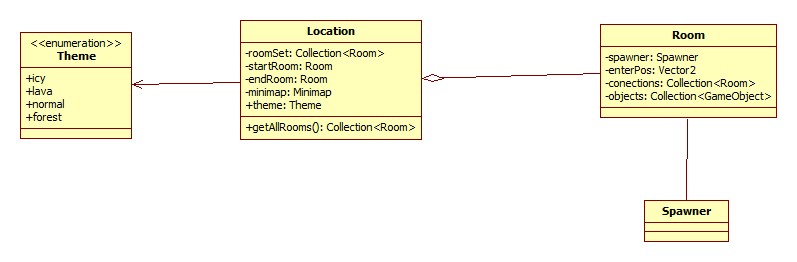 <<enumeration>>
Theme
+icy
+lava
+normal
+forest
Location
-roomSet: Collection<Room>
-startRoom: Room
-endRoom: Room
-minimap: Minimap
+theme: Theme
+getAllRooms(): Collection<Room>
Room
-spawner: Spawner
-enterPos: Vector2
-conections: Collection<Room>
-objects: Collection<GameObject>
Spawner